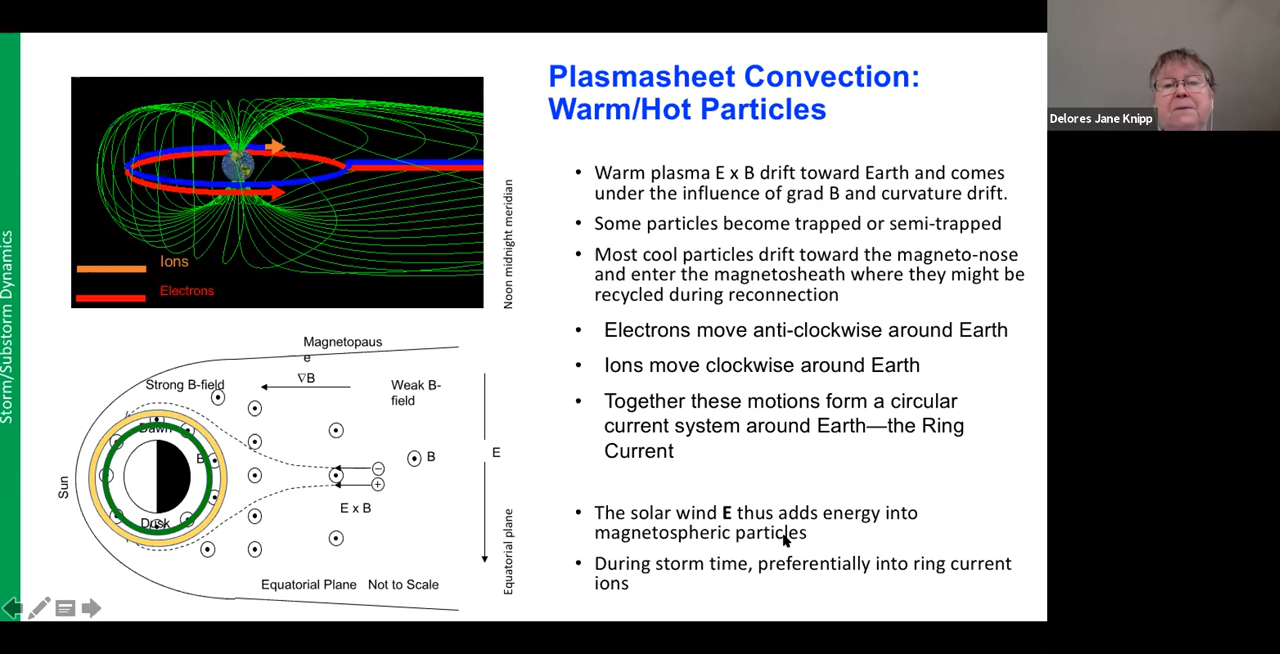 Plasmasheet Convection:
Warm/Hot Particles
Delores Jane Knipp
Storm/Substorm Dynamics
Noon midnight meridian
Ions
Electrons
• Warm plasma E x B drift toward Earth and comes
under the influence of grad B and curvature drift.
• Some particles become trapped or semi-trapped
• Most cool particles drift toward the magneto-nose
and enter the magnetosheath where they might be
recycled during reconnection
• Electrons move anti-clockwise around Earth
• Ions move clockwise around Earth
• Together these motions form a circular
current system around Earth—the Ring
Current
• The solar wind E thus adds energy into
magnetospheric particles
• During storm time, preferentially into ring current
ions
Magnetopaus
e
∇B
Strong B-field
Weak B-
field
Dawn
B
B
E
Sun
−
+
E x B
Dusk
Equatorial plane
Equatorial Plane Not to Scale